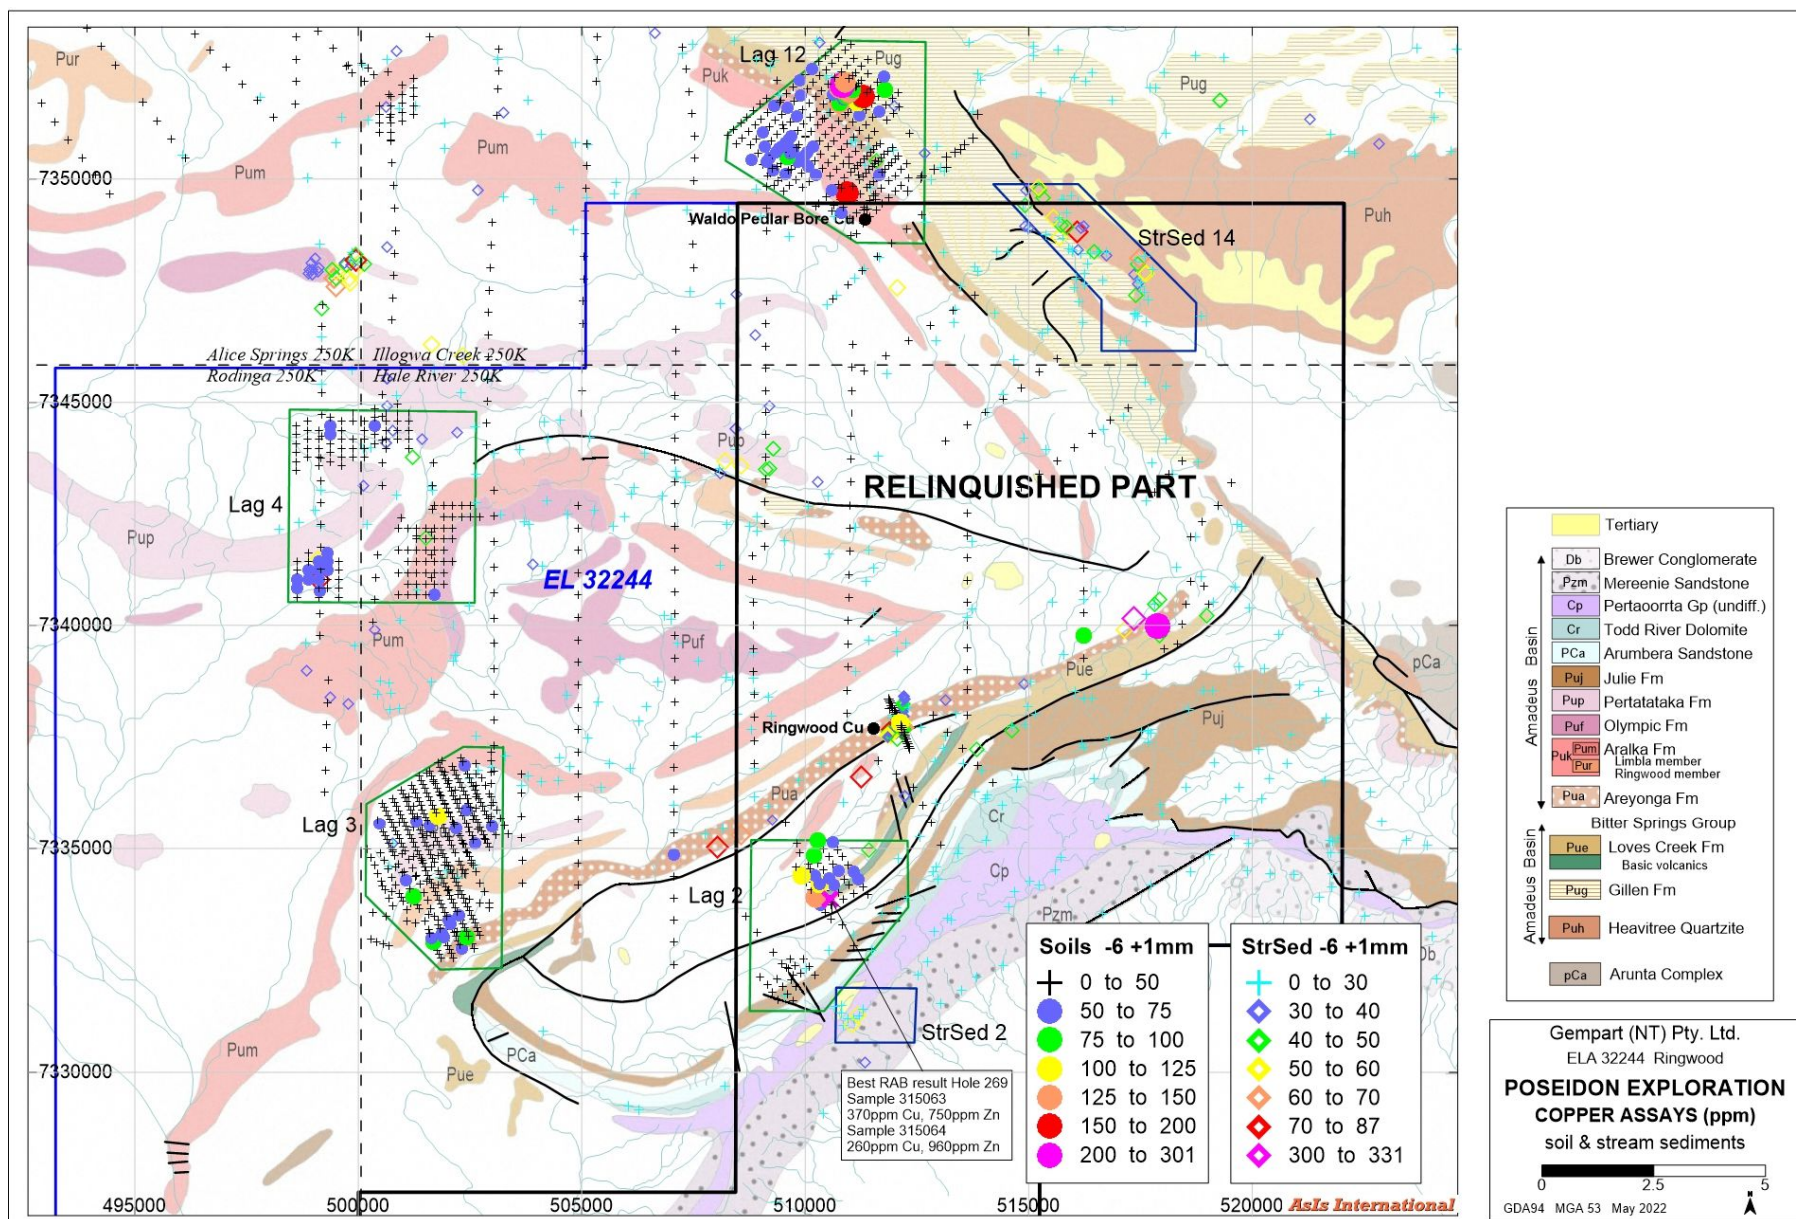 Pur
Lag 12
Pug
Puk
Pug
Pum
Pum
7350000
Waldo Pedlar Bore Cu
StrSed 14
Puh
Alice Springs 250K
Illogwa Creek 250K
Rodinga 250K
Hale River 250K
7345000
Pub
RELINQUISHED PART
Lag 4
Pup
EL 32244
7340000
Pum
Puf
Pue
pCa
Ringwood Cu
Puj
Pua
Lag 3
Cr
7335000
Cp
Lag 2
Pzm
Db
StrSed 2
Pum
PCa
Pue
7330000
Best RAB result Hole 269
Sample 315063
370ppm Cu, 750ppm Zn
Sample 315064
260ppm Cu, 960ppm Zn
Soils -6 +1mm
0 to 50
50 to 75
75 to 100
100 to 125
125 to 150
150 to 200
200 to 301
StrSed -6 +1mm
0 to 30
30 to 40
40 to 50
50 to 60
60 to 70
70 to 87
300 to 331
495000
500000
505000
510000
515000
520000
AsIs International
Tertiary
Amadeus Basin
Db Brewer Conglomerate
Pzm Mereenie Sandstone
Cp Pertaoorrta Gp (undiff.)
Cr Todd River Dolomite
PCa Arumbera Sandstone
Puj Julie Fm
Pup Pertatataka Fm
Puf Olympic Fm
Puk Aralka Fm
Pum Limbla member
Pur Ringwood member
Pua Areyonga Fm
Amadeus Basin
Bitter Springs Group
Pue Loves Creek Fm
Basic volcanics
Pug Gillen Fm
Puh Heavitree Quartzite
pCa Arunta Complex
Gempart (NT) Pty. Ltd.
ELA 32244 Ringwood
POSEIDON EXPLORATION
COPPER ASSAYS (ppm)
soil & stream sediments
0 2.5 5
GDA94 MGA 53 May 2022
N